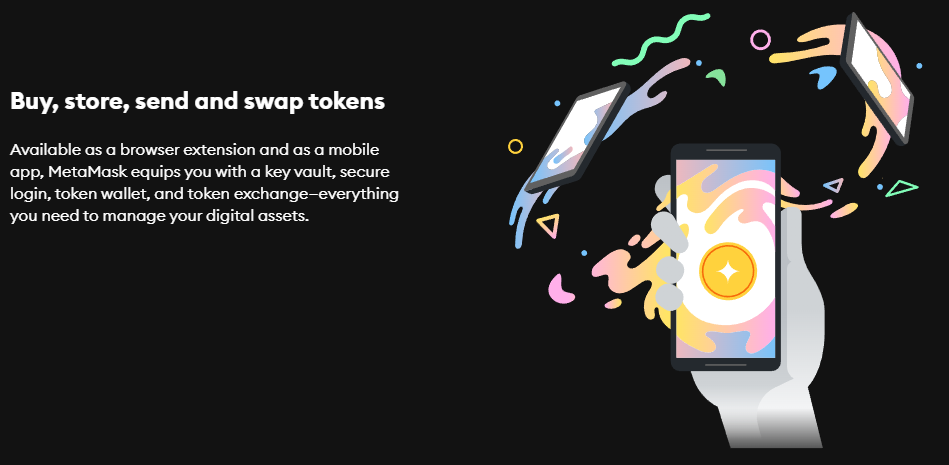 Buy, store, send and swap tokens
Available as a browser extension and as a mobile
app, MetaMask equips you with a key vault, secure
login, token wallet, and token exchange—everything
you need to manage your digital assets.